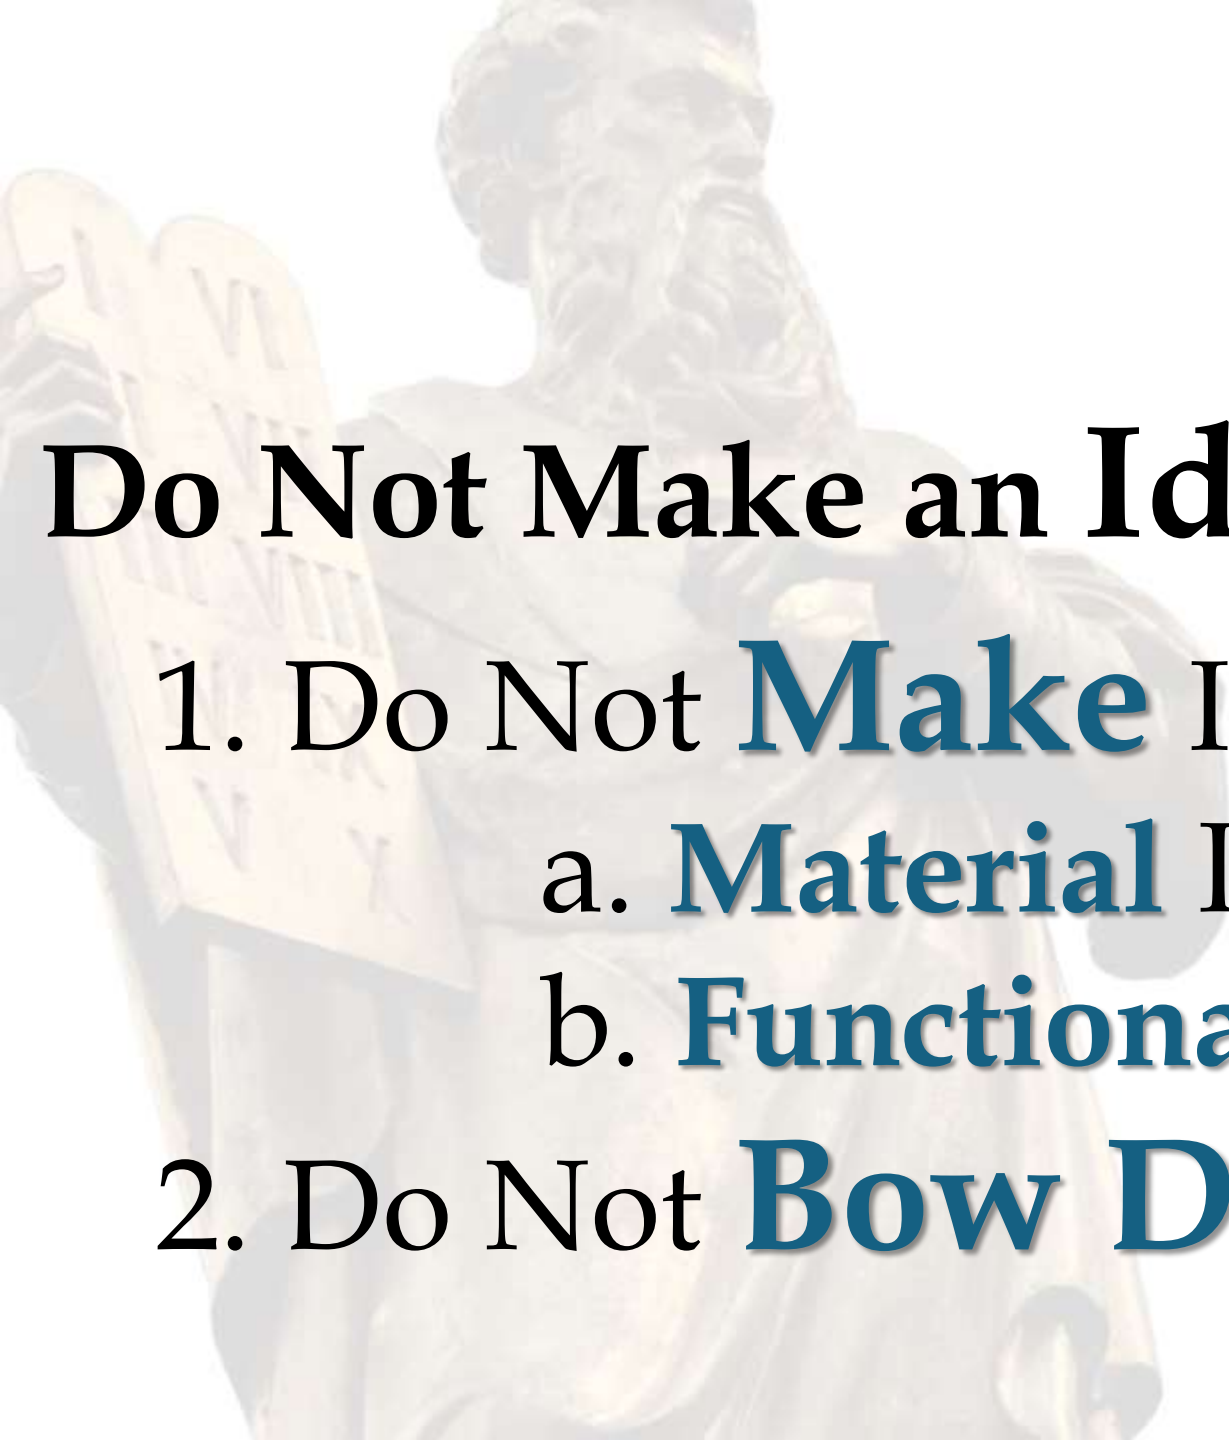 Do Not Make an Id
1. Do Not Make I
a. Material I
b. Functiona
2. Do Not Bow D